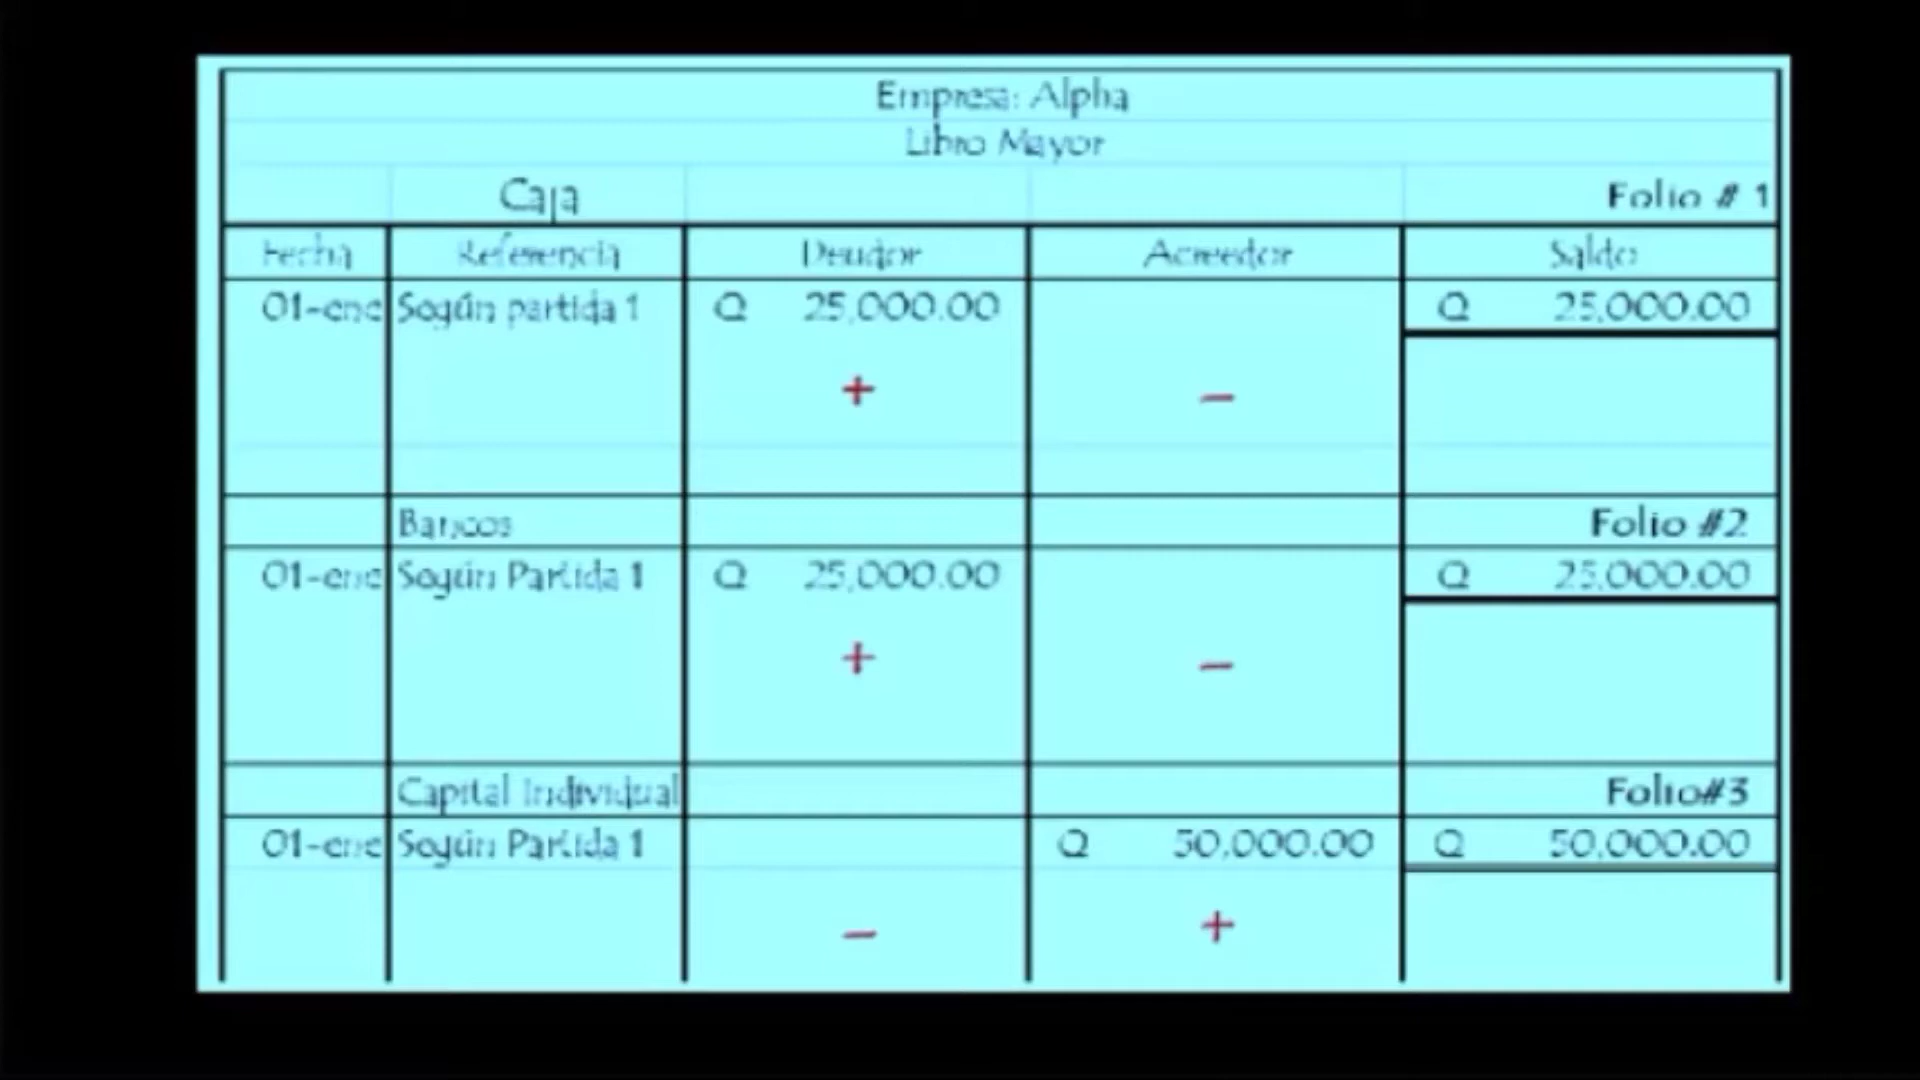 Empresa: Alpha
Libro Mayor
Caja Folio # 1
Fecha Referencia Deudor Acreedor Saldo
01-ene Según partida 1 Q 25,000.00 Q 25,000.00
+ −
Bancos Folio #2
01-ene Según Partida 1 Q 25,000.00 Q 25,000.00
+ −
Capital Individual Folio#3
01-ene Según Partida 1 Q 50,000.00 Q 50,000.00
− +